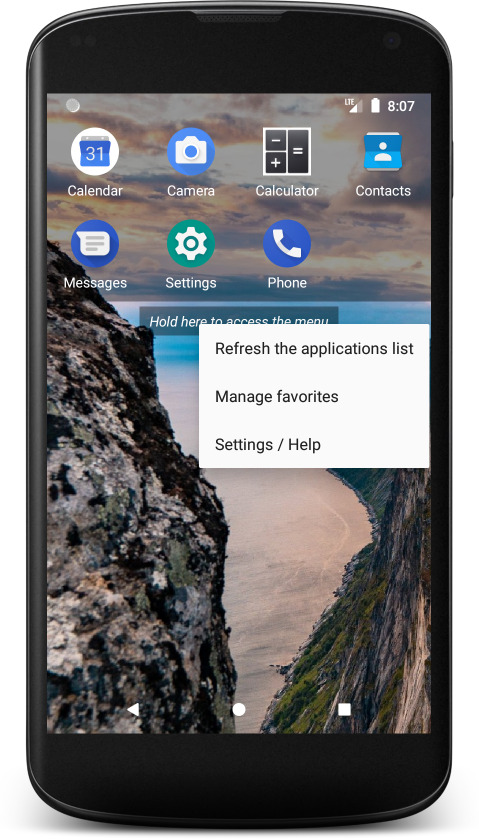 LTE 8:07
31
Calendar Camera Calculator Contacts
Messages Settings Phone
Hold here to access the menu
Refresh the applications list
Manage favorites
Settings / Help